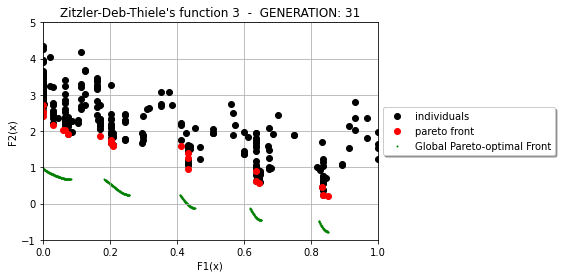 Zitzler-Deb-Thiele's function 3 - GENERATION: 31
5
4
3
2
1
0
−1
F2(x)
0.0 0.2 0.4 0.6 0.8 1.0
F1(x)
individuals
pareto front
Global Pareto-optimal Front